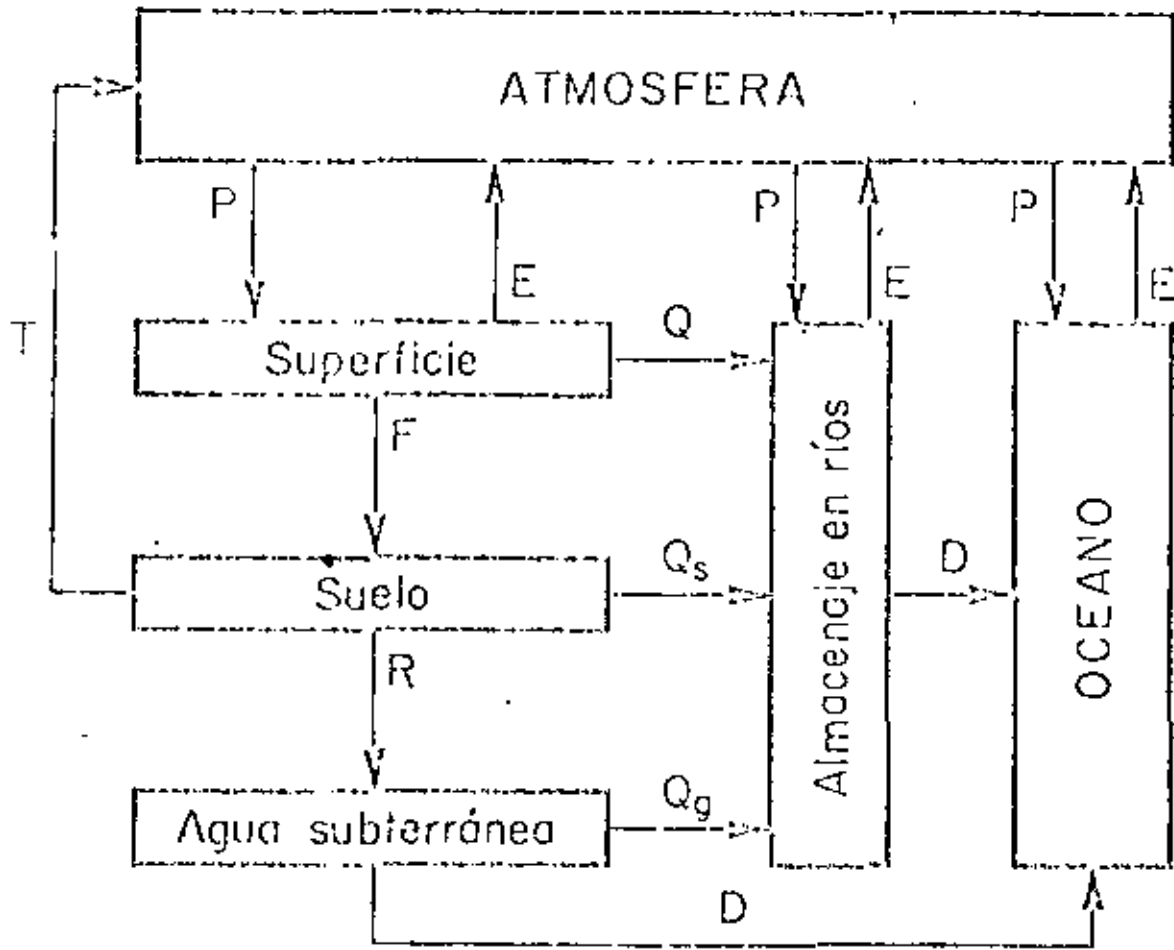 ATMOSFERA
P
E
P
E
P
E
T
Superficie
Q
F
Suelo
Qs
Almacenaje en ríos
D
OCEANO
R
Agua subterránea
Qg
D